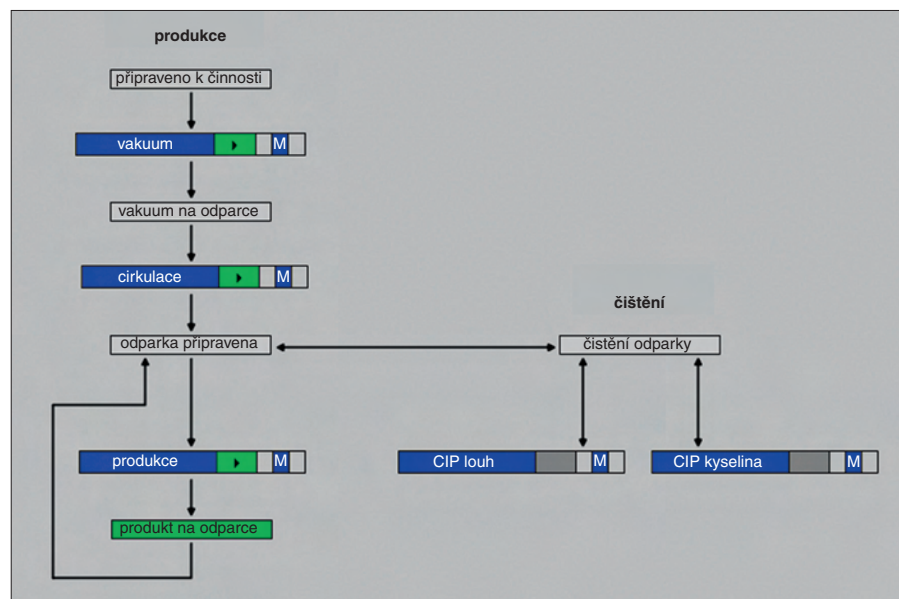 produkce
připraveno k činnosti
vakuum M
vakuum na odparce
cirkulace M
čištění
odparka připravena
čistění odparky
produkce M
CIP louh M
CIP kyselina M
produkt na odparce